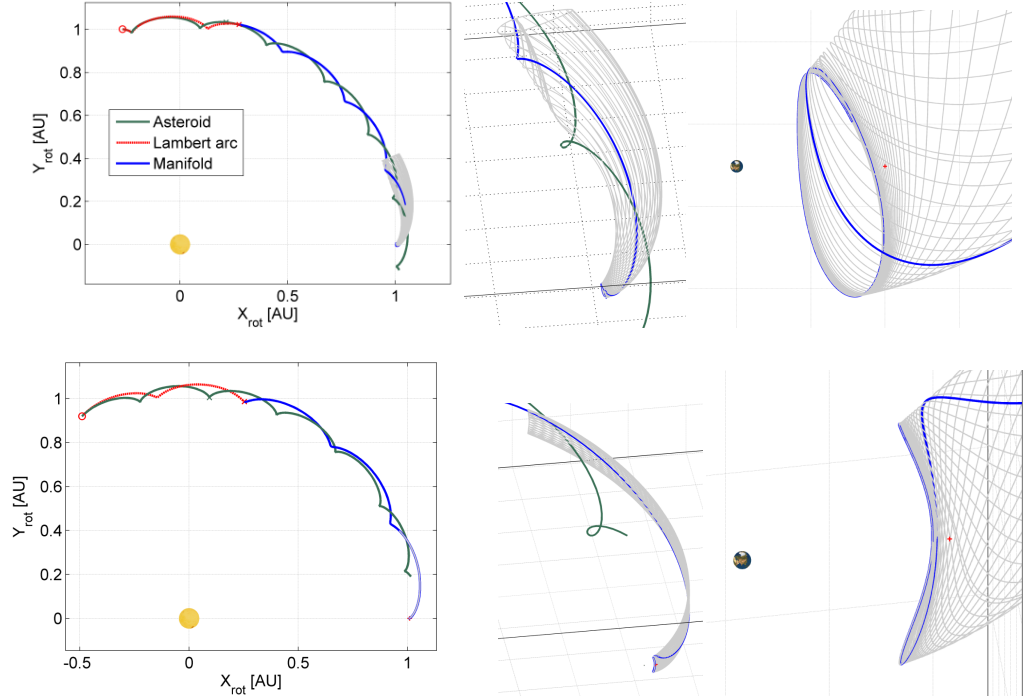 1
0.8
0.6
0.4
0.2
0
Y_rot [AU]
Asteroid
Lambert arc
Manifold
0
0.5
1
X_rot [AU]
1
0.8
0.6
0.4
0.2
0
Y_rot [AU]
-0.5
0
0.5
1
X_rot [AU]